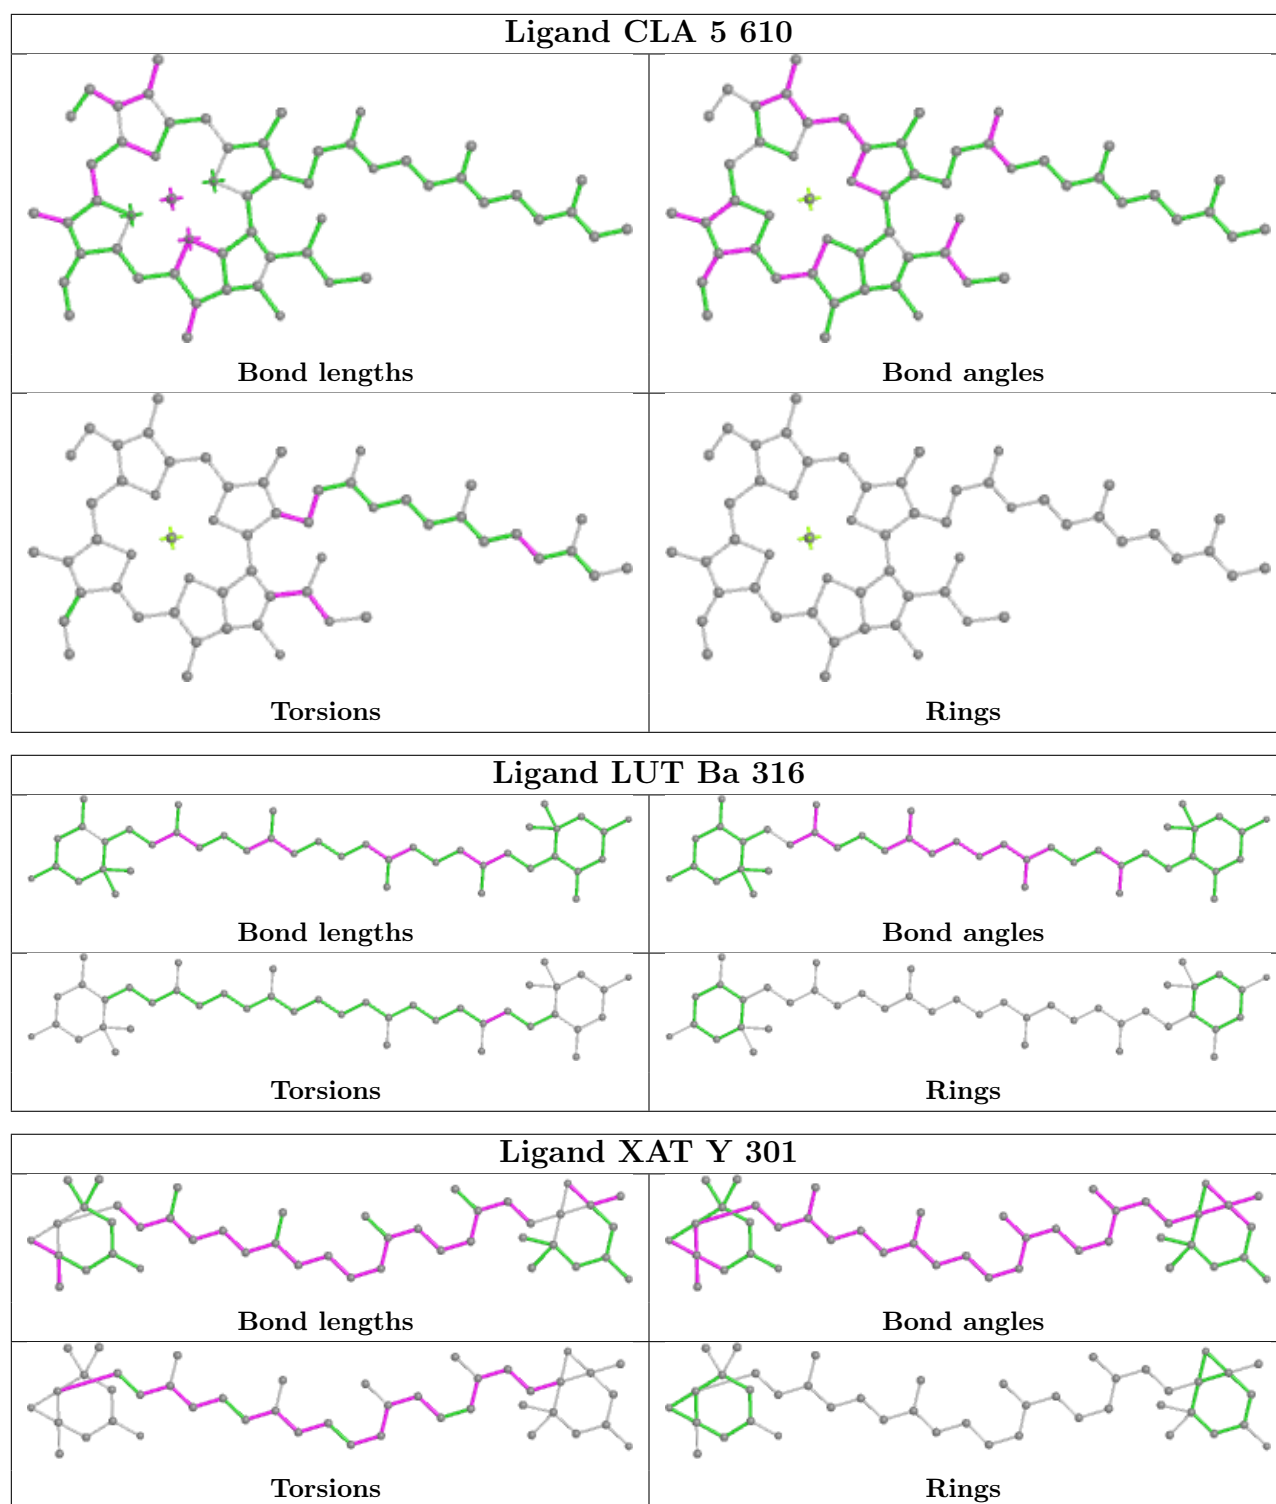 Ligand CLA 5 610
Bond lengths
Bond angles
Torsions
Rings
Ligand LUT Ba 316
Bond lengths
Bond angles
Torsions
Rings
Ligand XAT Y 301
Bond lengths
Bond angles
Torsions
Rings